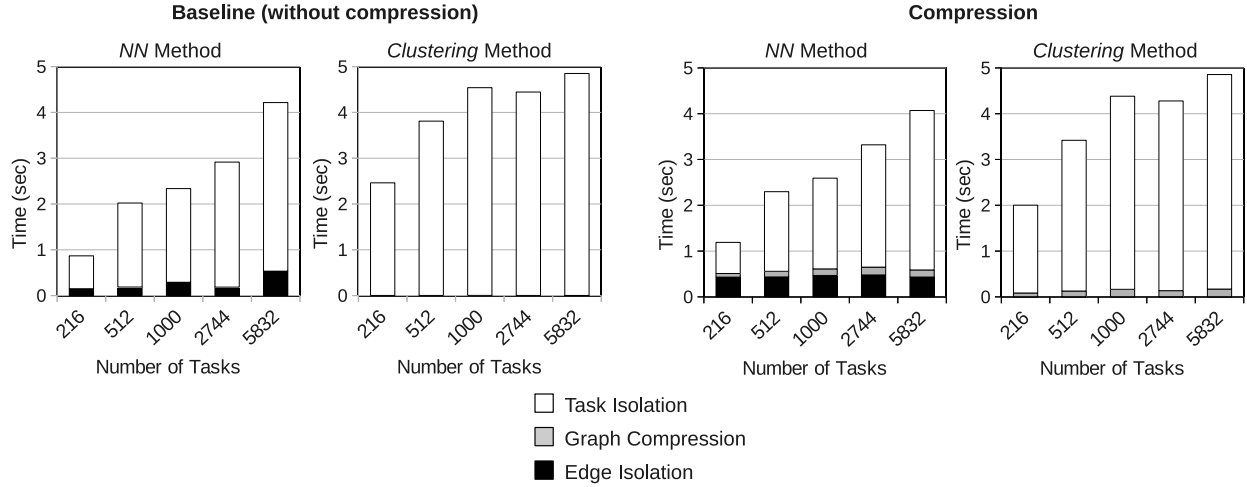 Baseline (without compression)
Compression
NN Method
Clustering Method
NN Method
Clustering Method
Time (sec)
5
4
3
2
1
0
216
512
1000
2744
5832
Number of Tasks
Time (sec)
5
4
3
2
1
0
216
512
1000
2744
5832
Number of Tasks
Time (sec)
5
4
3
2
1
0
216
512
1000
2744
5832
Number of Tasks
Time (sec)
5
4
3
2
1
0
216
512
1000
2744
5832
Number of Tasks
Task Isolation
Graph Compression
Edge Isolation